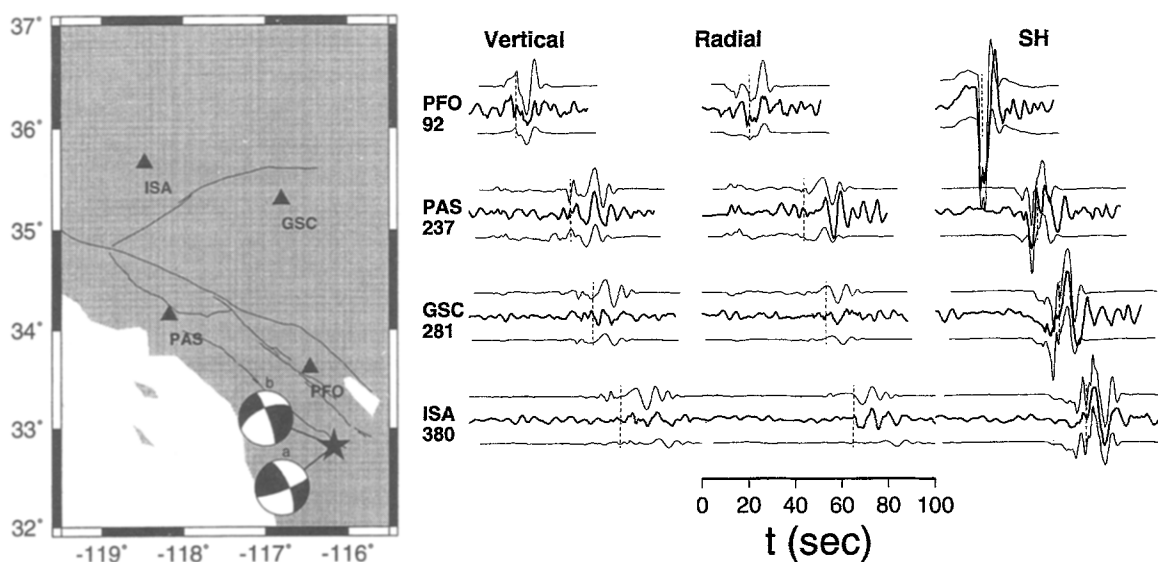 37°
36°
35°
34°
33°
32°
-119°
-118°
-117°
-116°
ISA
GSC
PAS
PFO
b
a
Vertical
Radial
SH
PFO
92
PAS
237
GSC
281
ISA
380
0 20 40 60 80 100
t (sec)